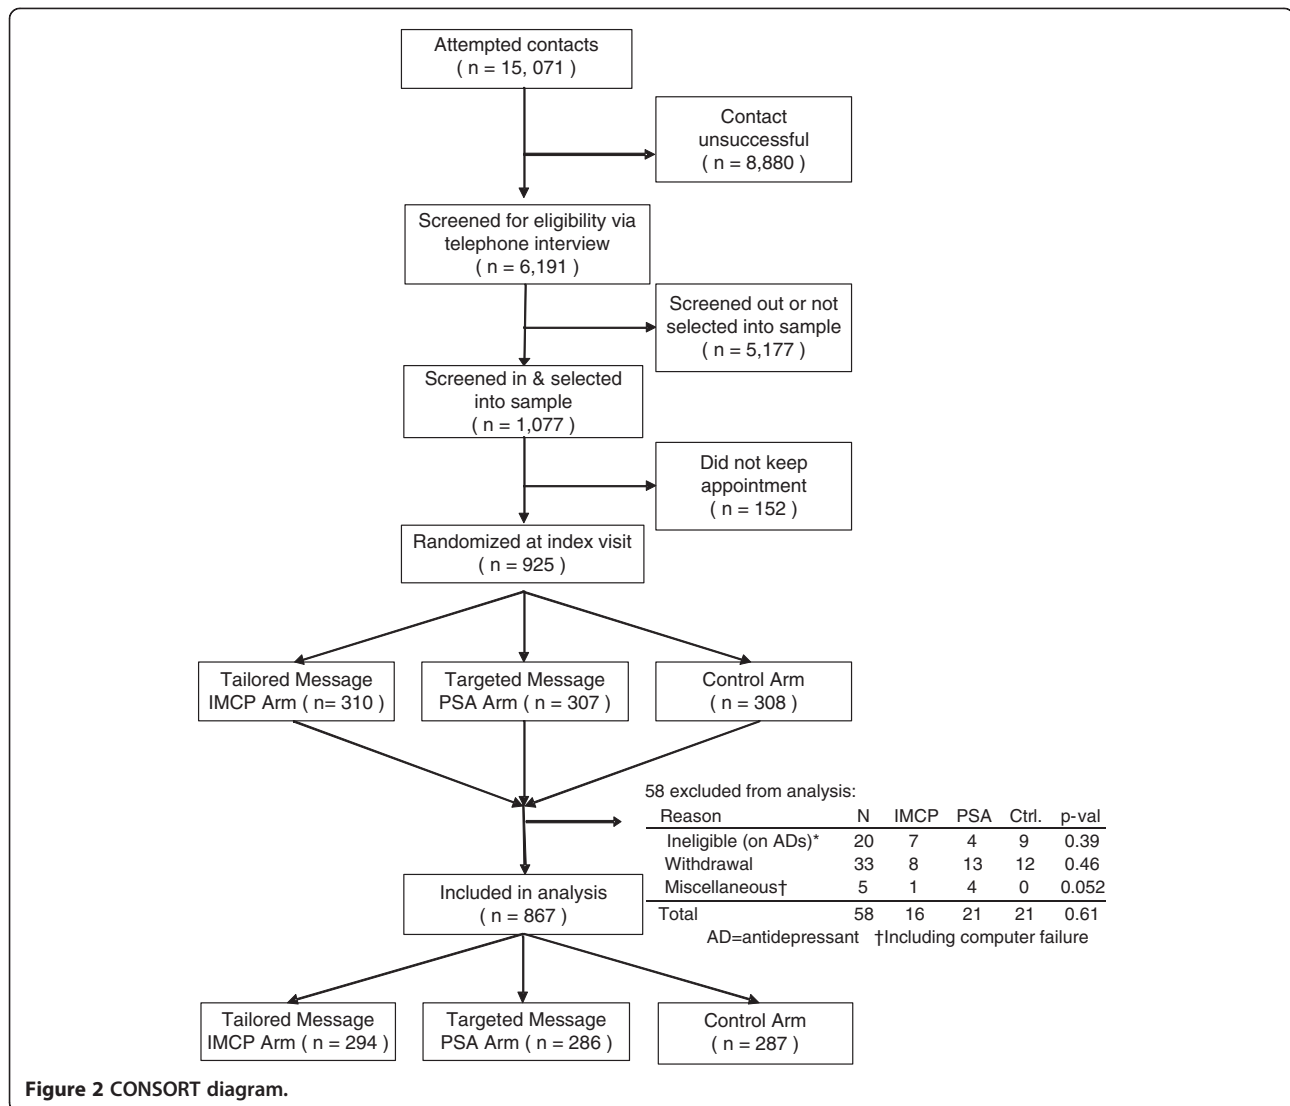 Attempted contacts
( n = 15, 071 )
Contact
unsuccessful
( n = 8,880 )
Screened for eligibility via
telephone interview
( n = 6,191 )
Screened out or not
selected into sample
( n = 5,177 )
Screened in & selected
into sample
( n = 1,077 )
Did not keep
appointment
( n = 152 )
Randomized at index visit
( n = 925 )
Tailored Message
IMCP Arm ( n= 310 )
Targeted Message
PSA Arm ( n = 307 )
Control Arm
( n = 308 )
58 excluded from analysis:
Reason N IMCP PSA Ctrl. p-val
Ineligible (on ADs)* 20 7 4 9 0.39
Withdrawal 33 8 13 12 0.46
Miscellaneous† 5 1 4 0 0.052
Total 58 16 21 21 0.61
AD=antidepressant †Including computer failure
Included in analysis
( n = 867 )
Tailored Message
IMCP Arm ( n = 294 )
Targeted Message
PSA Arm ( n = 286 )
Control Arm
( n = 287 )
Figure 2 CONSORT diagram.